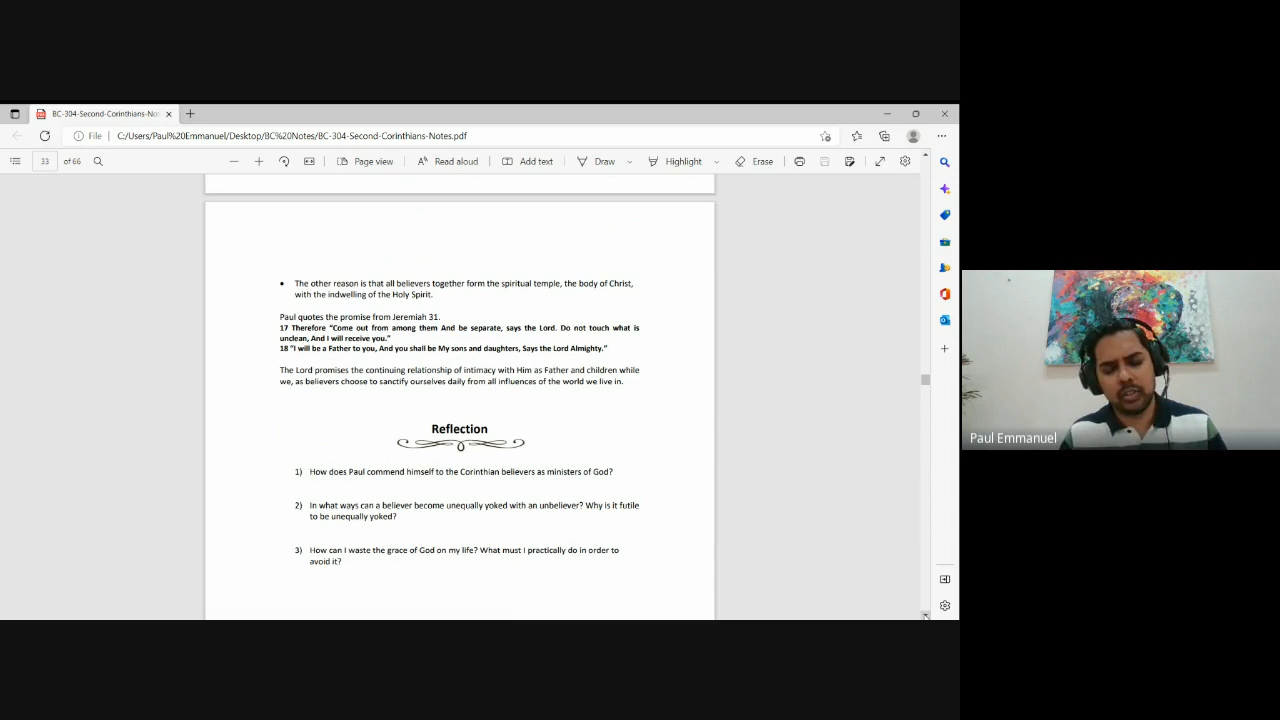 BC-304-Second-Corinthians-No
File C:/Users/Paul%20Emmanuel/Desktop/BC%20Notes/BC-304-Second-Corinthians-Notes.pdf
33 of 66 Page view Read aloud Add text Draw Highlight Erase
• The other reason is that all believers together form the spiritual temple, the body of Christ,
with the indwelling of the Holy Spirit.
Paul quotes the promise from Jeremiah 31.
17 Therefore “Come out from among them And be separate, says the Lord. Do not touch what is
unclean, And I will receive you.”
18 “I will be a Father to you, And you shall be My sons and daughters, Says the Lord Almighty.”
The Lord promises the continuing relationship of intimacy with Him as Father and children while
we, as believers choose to sanctify ourselves daily from all influences of the world we live in.
Reflection
1) How does Paul commend himself to the Corinthian believers as ministers of God?
2) In what ways can a believer become unequally yoked with an unbeliever? Why is it futile
to be unequally yoked?
3) How can I waste the grace of God on my life? What must I practically do in order to
avoid it?
Paul Emmanuel